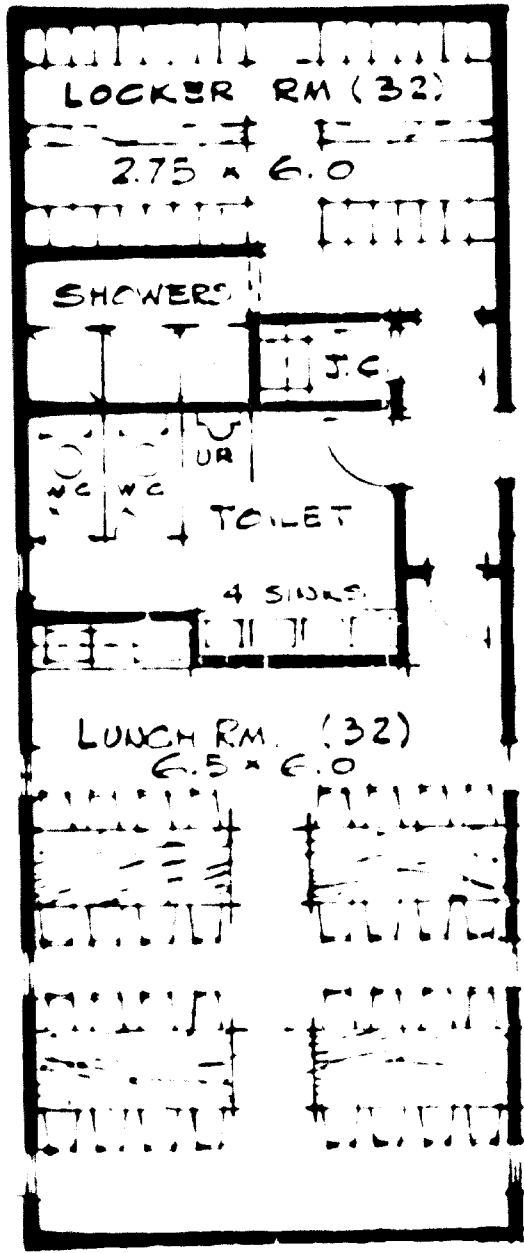 LOCKER RM (32)
2.75 x 6.0
SHOWERS
J.C
UR
WC WC
TOILET
4 SINKS
LUNCH RM. (32)
6.5 x 6.0